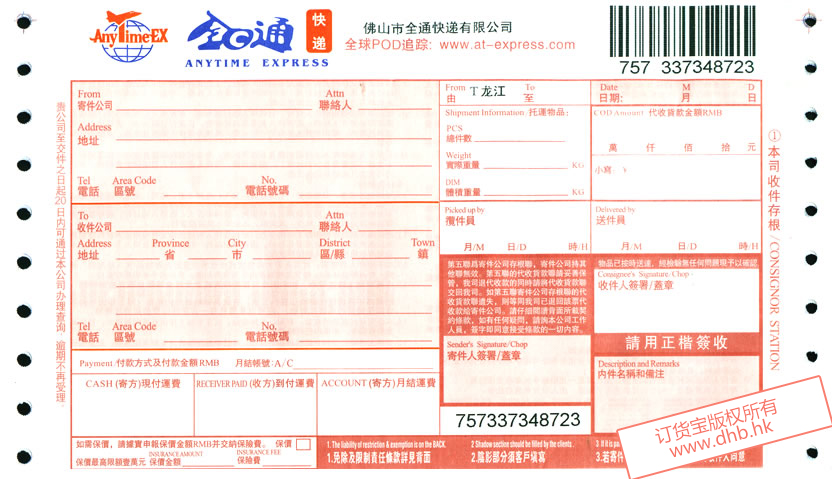 AnyTimeEX
全日通
快递
ANYTIME EXPRESS
佛山市全通快递有限公司
全球POD追踪: www.at-express.com
757 337348723
From
寄件公司
Attn
聯絡人
Address
地址
Tel
電話
Area Code
區號
No.
電話號碼
To
收件公司
Attn
聯絡人
Address
地址
Province
省
City
市
District
區/縣
Town
鎮
Tel
電話
Area Code
區號
No.
電話號碼
Payment 付款方式及付款金額RMB 月結帳號:A/C
CASH (寄方)現付運費
RECEIVER PAID (收方)到付運費
ACCOUNT (寄方)月結運費
如需保價，請據實申報保價金額RMB並交納保險費。 保價
保價最高限額壹萬元
INSURANCE AMOUNT
保價金額
INSURANCE FEE
保險費
From
由
T龙江
To
至
Date
日期:
M
月
D
日
Shipment Information 托運物品:
PCS
總件數
Weight
實際重量
KG
DIM
體積重量
KG
COD Amount 代收貨款金額RMB
萬 仟 佰 拾 元
小寫: ¥
Picked up by
攬件員
月/M 日/D 時/H
Delivered by
送件員
月/M 日/D 時/H
第五聯爲寄件公司存根聯，寄件公司持其
他聯無效。第五聯的代收貨款聯請妥善保
管，我司退代收款的同時請將代收貨款聯
交回我司。如第五聯寄件公司存根聯的代
收貨款聯遺失，則等同我司已退回該票代
收款給寄件公司。請仔細閱讀背面所載契
約條款，如有任何疑問，請詢本公司工作
人員，簽字即同意接受條款的一切内容。
Sender's Signature/Chop
寄件人簽署/蓋章
757337348723
物品已按時送達，經檢驗無任何問題現予以確認
Consignee's Signature/Chop
收件人簽署/蓋章
請用正楷簽收
Description and Remarks
内件名稱和備注
1. The liability of restriction & exemption is on the BACK.
1.免除及限制責任條款詳見背面
2 Shadow section should be filled by the clients.
2.陰影部分須客戶填寫
3. If it is pa
3.若寄件
件人同意
贵公司至交件之日起20日内可通过本公司办理查询，逾期不再受理.
①本司收件存根/CONSIGNOR STATION
订货宝版权所有
www.dhb.hk